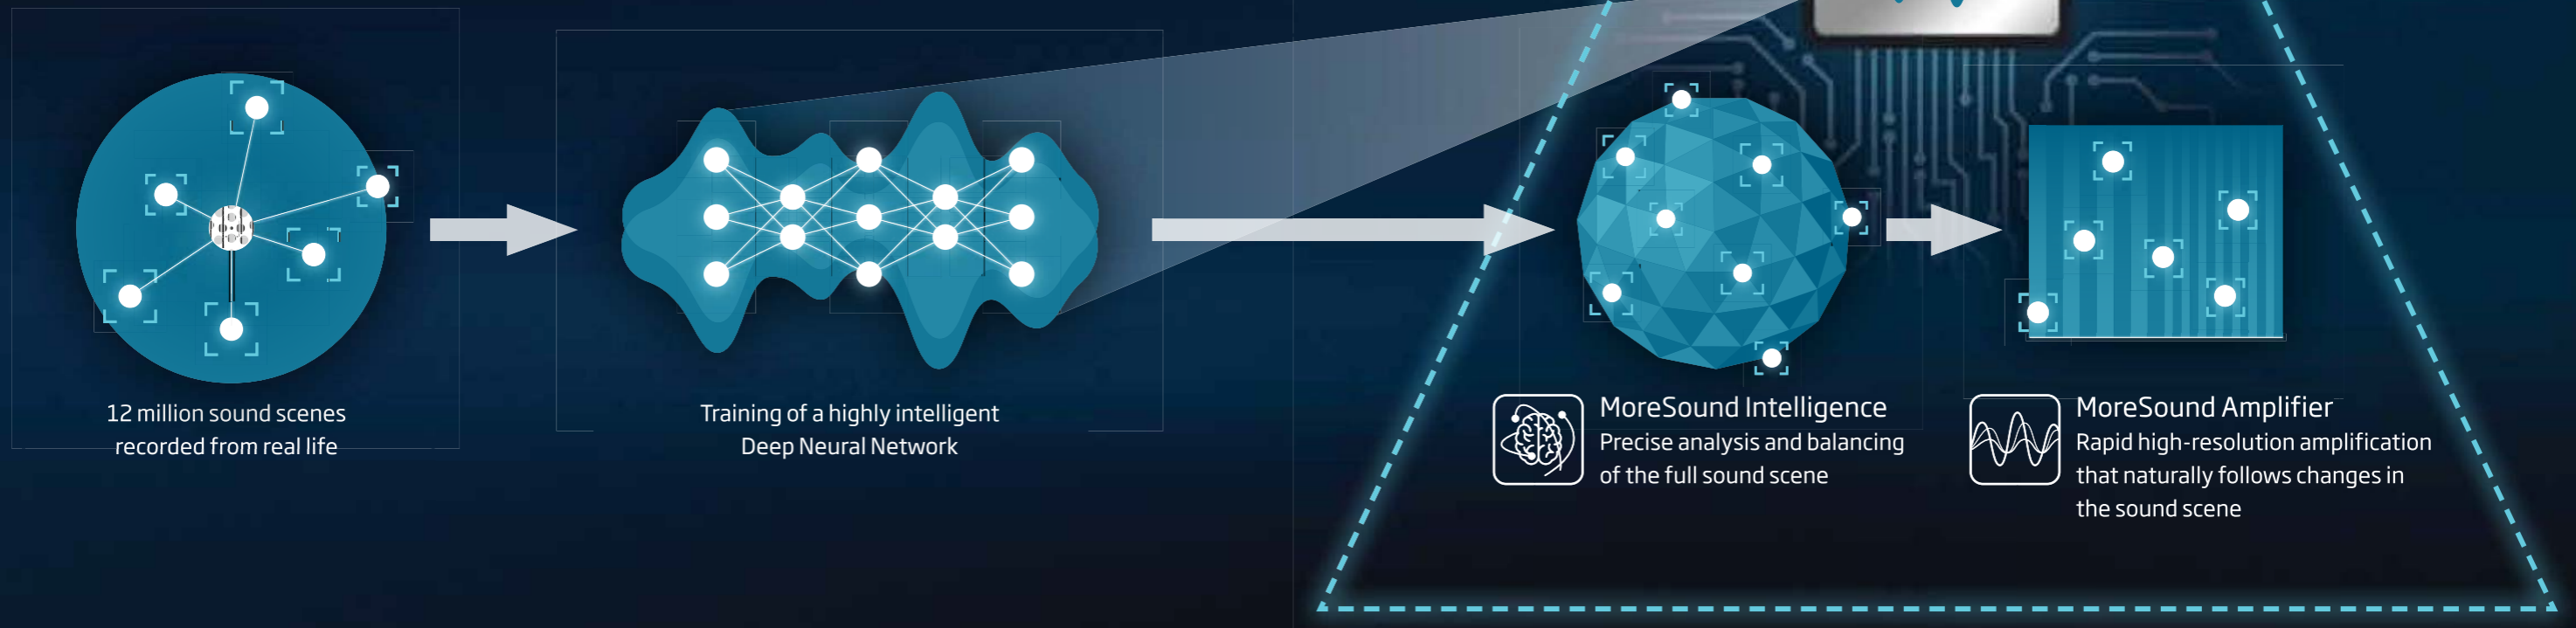 12 million sound scenes
recorded from real life
Training of a highly intelligent
Deep Neural Network
MoreSound Intelligence
Precise analysis and balancing
of the full sound scene
MoreSound Amplifier
Rapid high-resolution amplification
that naturally follows changes in
the sound scene